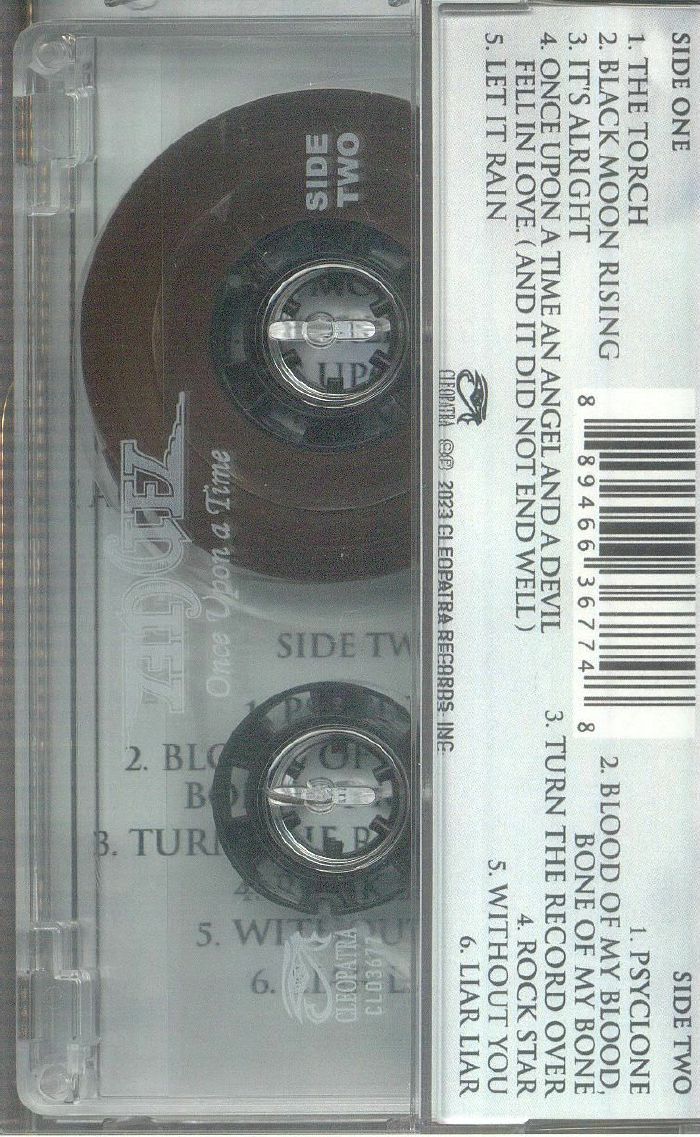 SIDE ONE
1. THE TORCH
2. BLACK MOON RISING
3. IT'S ALRIGHT
4. ONCE UPON A TIME AN ANGEL AND A DEVIL
FELL IN LOVE (AND IT DID NOT END WELL)
5. LET IT RAIN
8 89466 36774 8
SIDE TWO
1. PSYCLONE
2. BLOOD OF MY BLOOD,
BONE OF MY BONE
3. TURN THE RECORD OVER
4. ROCK STAR
5. WITHOUT YOU
6. LIAR LIAR
CLEOPATRA ©℗ 2023 CLEOPATRA RECORDS, INC.
SIDE
TWO
ANGEL
Once Upon a Time
SIDE TW
2. BLO
3. TUR
5. WI
6.
CLEOPATRA
CLO3677